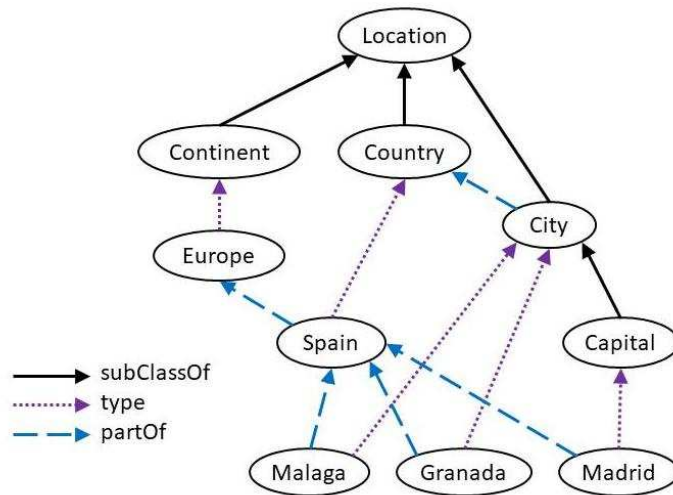 Location
Continent
Country
City
Europe
Spain
Capital
subClassOf
type
partOf
Malaga
Granada
Madrid